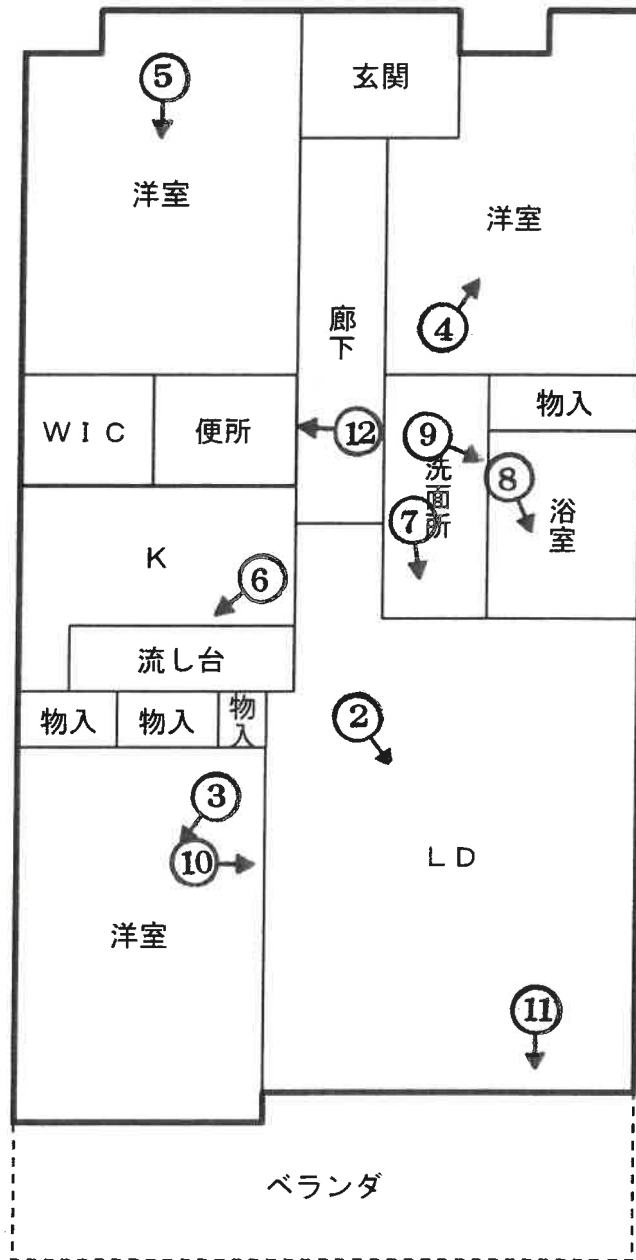 玄関
⑤
洋室
洋室
④
廊下
WIC
便所
⑫
⑨
物入
洗面所
⑧
⑦
浴室
K
⑥
流し台
物入
物入
物入
②
③
⑩
LD
洋室
⑪
ベランダ